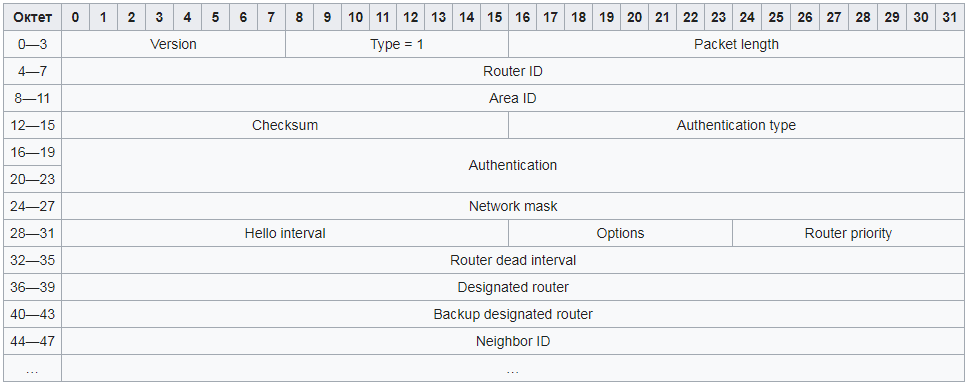 Октет 0 1 2 3 4 5 6 7 8 9 10 11 12 13 14 15 16 17 18 19 20 21 22 23 24 25 26 27 28 29 30 31
0—3 Version Type = 1 Packet length
4—7 Router ID
8—11 Area ID
12—15 Checksum Authentication type
16—19
Authentication
20—23
24—27 Network mask
28—31 Hello interval Options Router priority
32—35 Router dead interval
36—39 Designated router
40—43 Backup designated router
44—47 Neighbor ID
… …